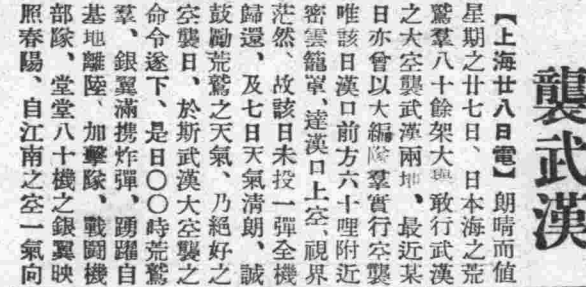 襲武漢
【上海廿八日電】朗晴而値
星期之廿七日、日本海之荒
鷲羣八十餘架大舉敢行武漢
之大空襲武漢兩地、最近某
日亦曾以大編隊羣實行空襲
唯該日漢口前方六十哩附近
密雲籠罩、達漢口上空、視界
茫然、故該日未投一彈全機
歸還、及七日天氣清朗、誠
鼓勵荒鷲之天氣、乃絕好之
空襲日、於斯武漢大空襲之
命令遂下、是日〇〇時荒鷲
羣、銀翼滿携炸彈、踴躍自
基地離陸、加擊隊、戰鬪機
部隊、堂堂八十機之銀翼映
照春陽、自江南之空一氣向